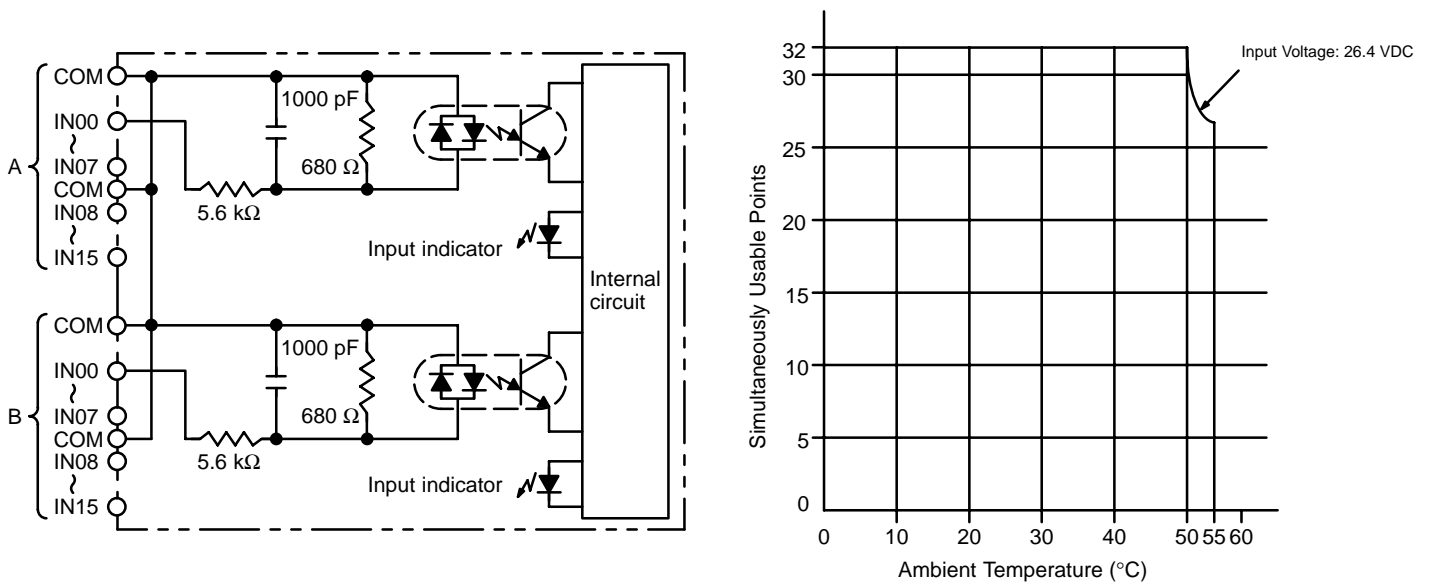 COM
IN00
~
IN07
COM
IN08
~
IN15
A
1000 pF
680 Ω
5.6 kΩ
Input indicator
Internal
circuit
COM
IN00
~
IN07
COM
IN08
~
IN15
B
1000 pF
680 Ω
5.6 kΩ
Input indicator
Simultaneously Usable Points
32
30
25
20
15
10
5
0
Input Voltage: 26.4 VDC
0 10 20 30 40 50 55 60
Ambient Temperature (°C)